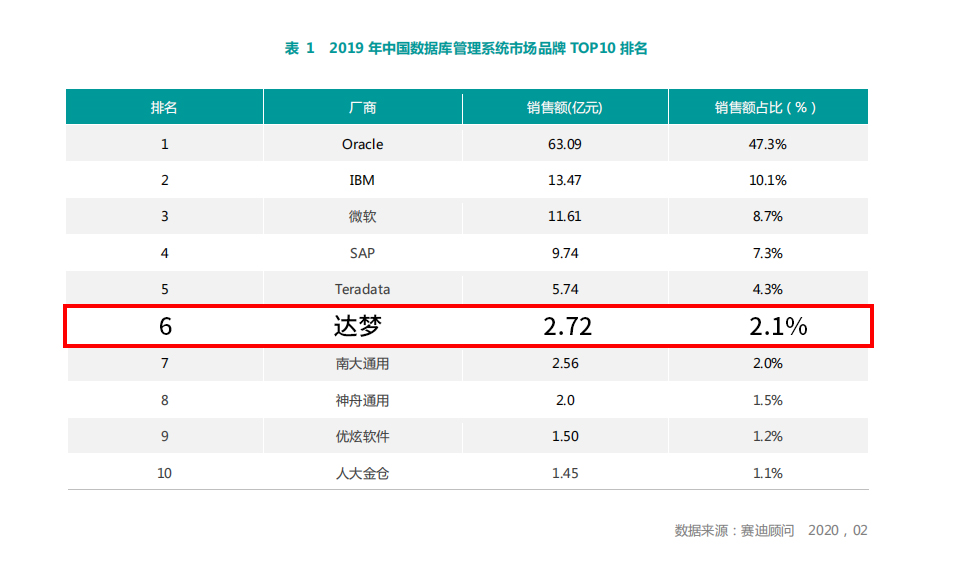 表 1 2019 年中国数据库管理系统市场品牌 TOP10 排名
排名 厂商 销售额(亿元) 销售额占比（%）
1 Oracle 63.09 47.3%
2 IBM 13.47 10.1%
3 微软 11.61 8.7%
4 SAP 9.74 7.3%
5 Teradata 5.74 4.3%
6 达梦 2.72 2.1%
7 南大通用 2.56 2.0%
8 神舟通用 2.0 1.5%
9 优炫软件 1.50 1.2%
10 人大金仓 1.45 1.1%
数据来源：赛迪顾问 2020，02